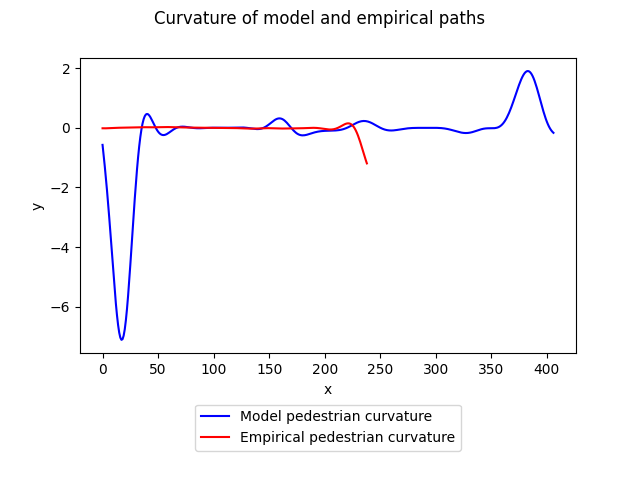 Curvature of model and empirical paths
y
2
0
−2
−4
−6
0 50 100 150 200 250 300 350 400
x
Model pedestrian curvature
Empirical pedestrian curvature